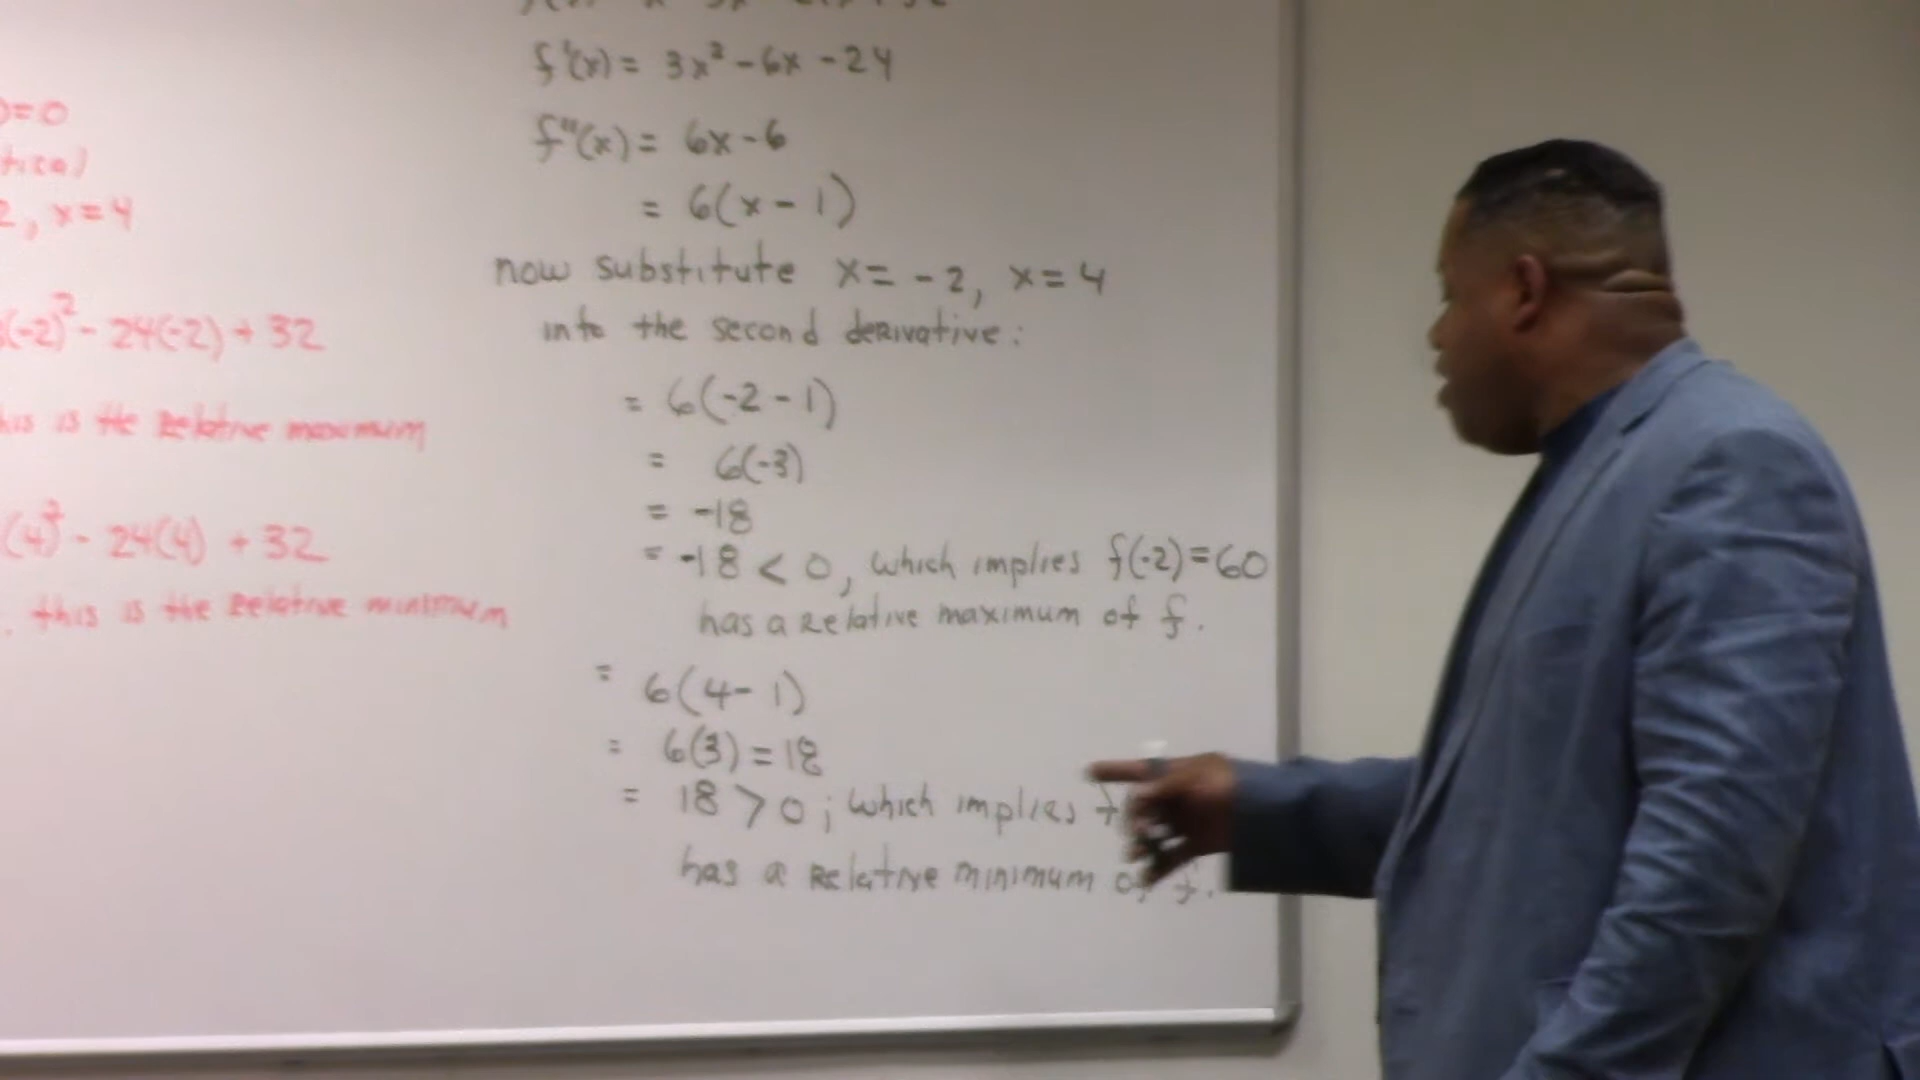 )=0
tical)
2, x=4
(-2)² - 24(-2) + 32
his is the Relative maximum
(4)² - 24(4) + 32
. this is the Relative minimum
f'(x) = 3x² - 6x - 24
f"(x) = 6x - 6
= 6(x - 1)
now substitute x = -2, x = 4
into the second derivative:
= 6(-2 - 1)
= 6(-3)
= -18
= -18 < 0, which implies f(-2)=60
has a Relative maximum of f.
= 6(4 - 1)
= 6(3) = 18
= 18 > 0; which implies f(
has a Relative minimum of f.